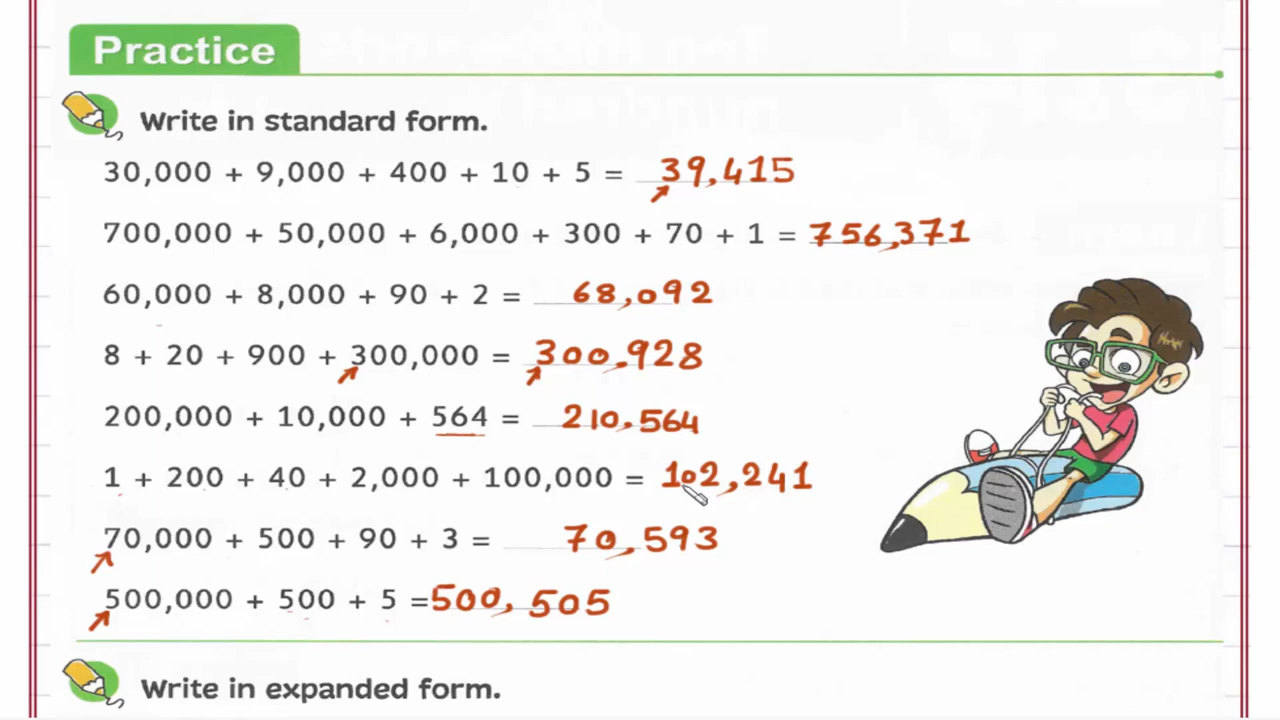 Practice
Write in standard form.
30,000 + 9,000 + 400 + 10 + 5 = 39,415
700,000 + 50,000 + 6,000 + 300 + 70 + 1 = 756,371
60,000 + 8,000 + 90 + 2 = 68,092
8 + 20 + 900 + 300,000 = 300,928
200,000 + 10,000 + 564 = 210,564
1 + 200 + 40 + 2,000 + 100,000 = 102,241
70,000 + 500 + 90 + 3 = 70,593
500,000 + 500 + 5 = 500,505
Write in expanded form.